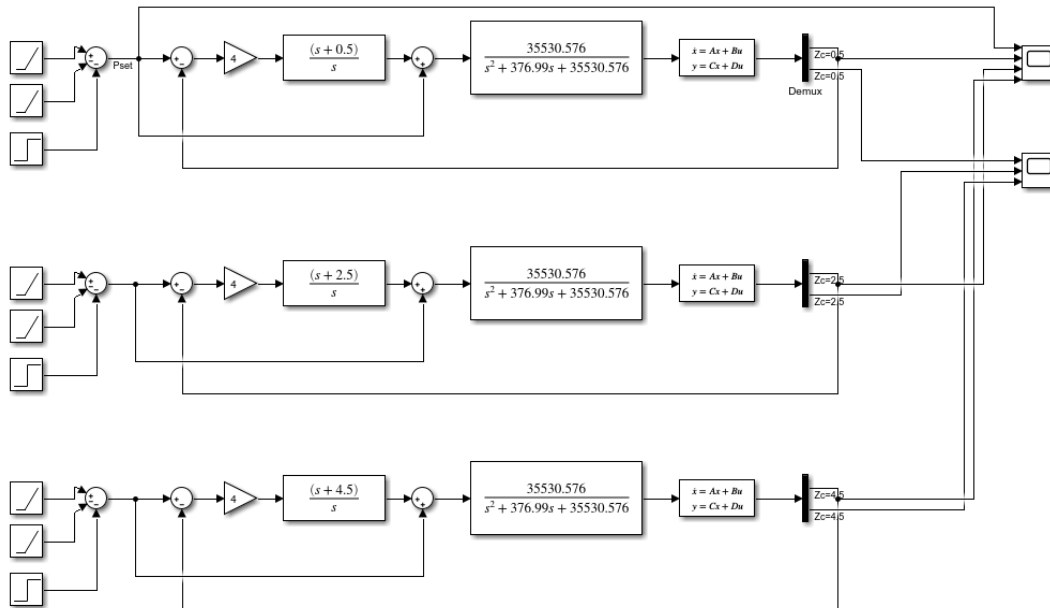 Pset
+
-
-
+
-
4
(s + 0.5)
s
+
+
35530.576
s² + 376.99s + 35530.576
ẋ = Ax + Bu
y = Cx + Du
Zc=0.5
Zc=0.5
Demux
+
-
-
+
-
4
(s + 2.5)
s
+
+
35530.576
s² + 376.99s + 35530.576
ẋ = Ax + Bu
y = Cx + Du
Zc=2.5
Zc=2.5
+
-
-
+
-
4
(s + 4.5)
s
+
+
35530.576
s² + 376.99s + 35530.576
ẋ = Ax + Bu
y = Cx + Du
Zc=4.5
Zc=4.5